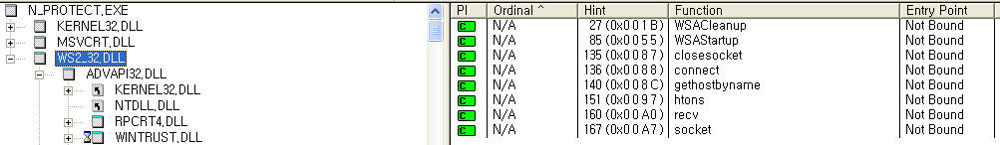 N_PROTECT,EXE
KERNEL32,DLL
MSVCRT,DLL
WS2_32,DLL
ADVAPI32,DLL
KERNEL32,DLL
NTDLL,DLL
RPCRT4,DLL
WINTRUST,DLL
PI Ordinal ^ Hint Function Entry Point
C N/A 27 (0x001B) WSACleanup Not Bound
C N/A 85 (0x0055) WSAStartup Not Bound
C N/A 135 (0x0087) closesocket Not Bound
C N/A 136 (0x0088) connect Not Bound
C N/A 140 (0x008C) gethostbyname Not Bound
C N/A 151 (0x0097) htons Not Bound
C N/A 160 (0x00A0) recv Not Bound
C N/A 167 (0x00A7) socket Not Bound